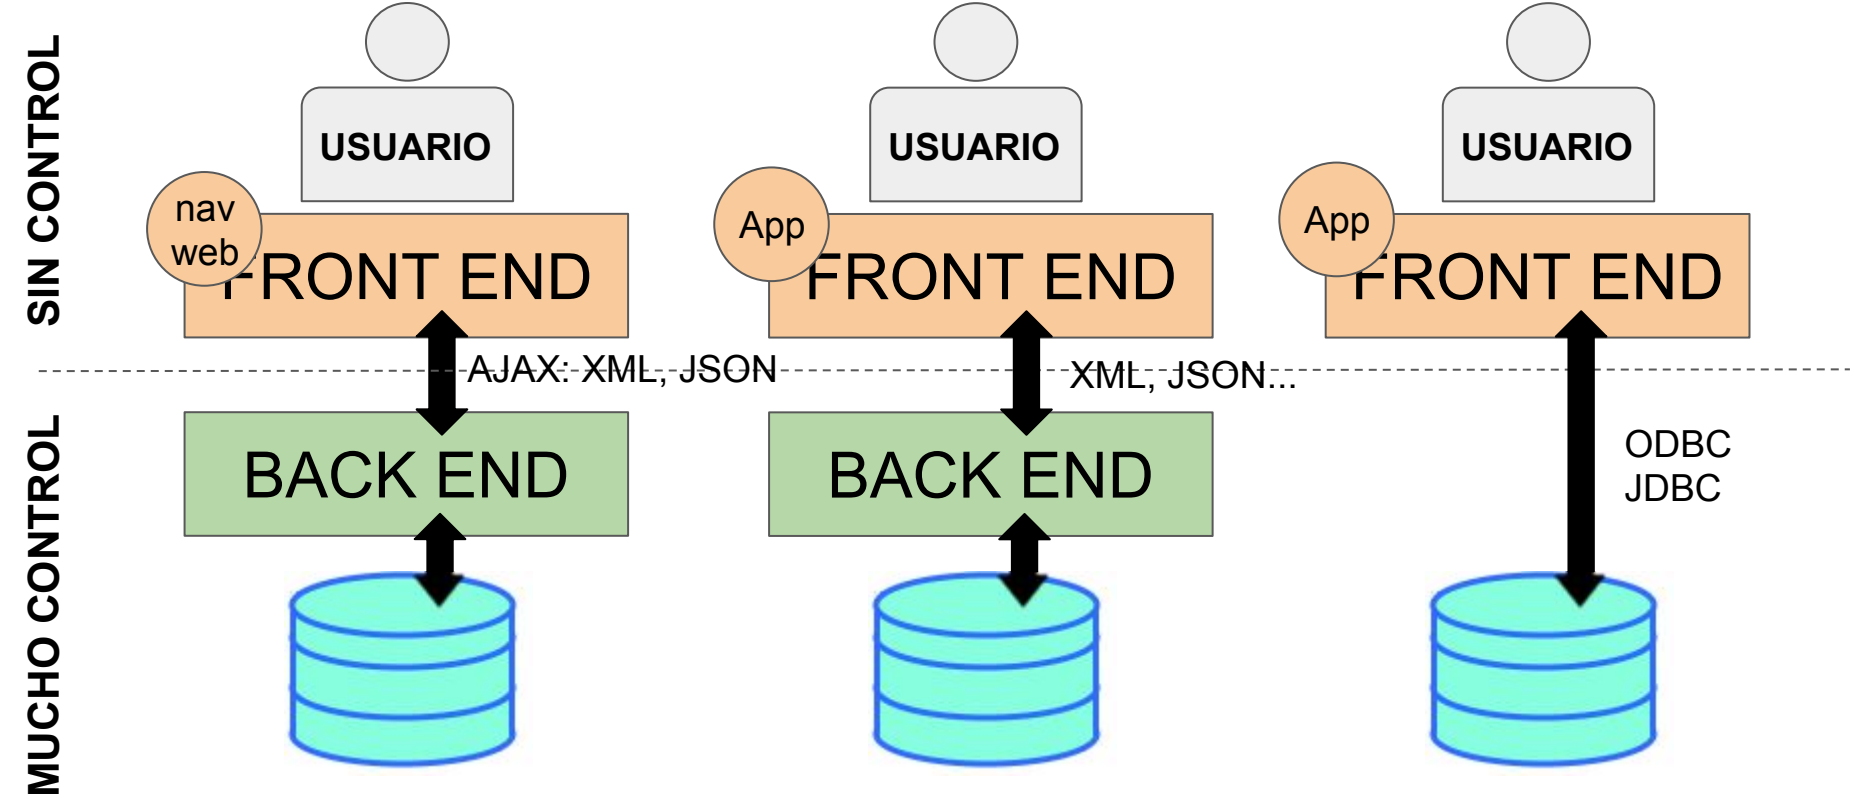 SIN CONTROL
USUARIO
USUARIO
USUARIO
nav
web
FRONT END
App
FRONT END
App
FRONT END
AJAX: XML, JSON
XML, JSON...
MUCHO CONTROL
BACK END
BACK END
ODBC
JDBC